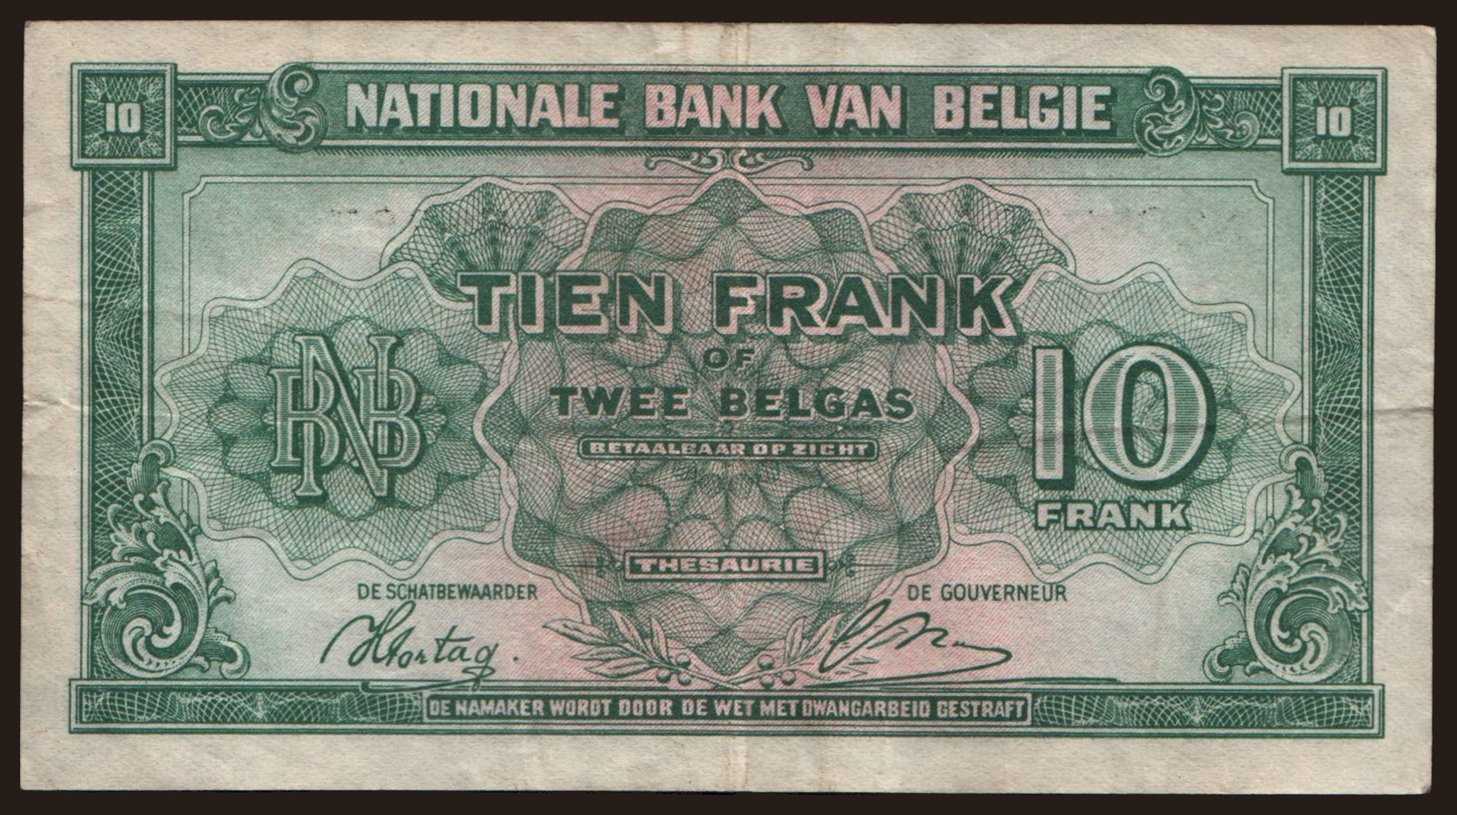 10 NATIONALE BANK VAN BELGIE 10
TIEN FRANK
OF
TWEE BELGAS
BETAALBAAR OP ZICHT
BNB
10
FRANK
THESAURIE
DE SCHATBEWAARDER
DE GOUVERNEUR
DE NAMAKER WORDT DOOR DE WET MET DWANGARBEID GESTRAFT